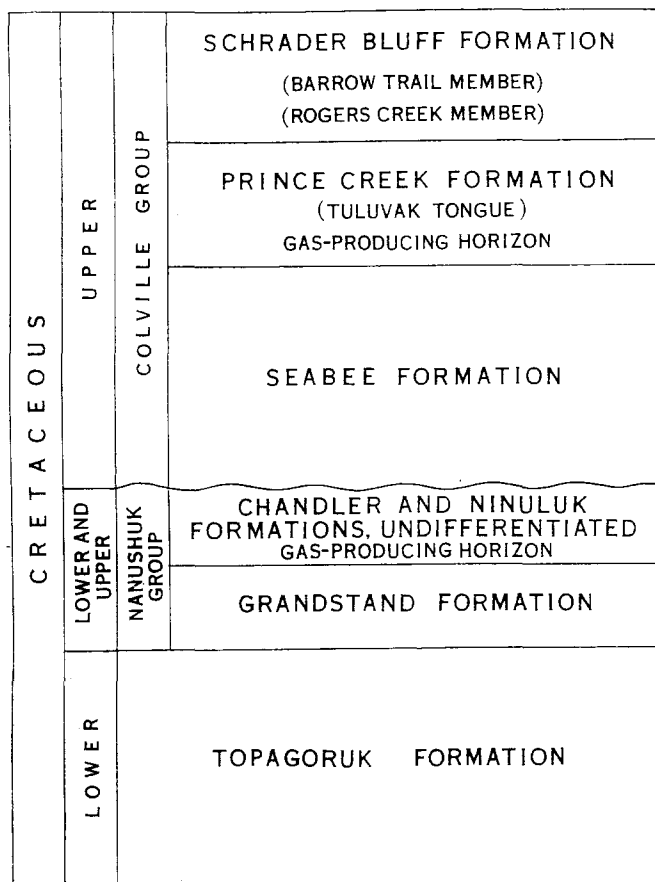 CRETACEOUS
UPPER
COLVILLE GROUP
SCHRADER BLUFF FORMATION
(BARROW TRAIL MEMBER)
(ROGERS CREEK MEMBER)
PRINCE CREEK FORMATION
(TULUVAK TONGUE)
GAS-PRODUCING HORIZON
SEABEE FORMATION
LOWER AND
UPPER
NANUSHUK
GROUP
CHANDLER AND NINULUK
FORMATIONS, UNDIFFERENTIATED
GAS-PRODUCING HORIZON
GRANDSTAND FORMATION
LOWER
TOPAGORUK FORMATION